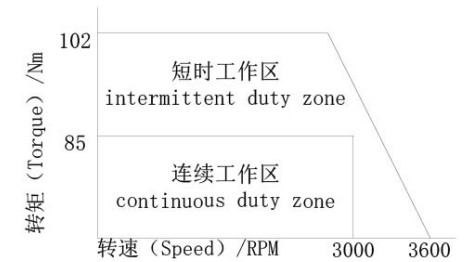 102
短时工作区
intermittent duty zone
转矩（Torque）/Nm
85
连续工作区
continuous duty zone
转速（Speed）/RPM
3000
3600